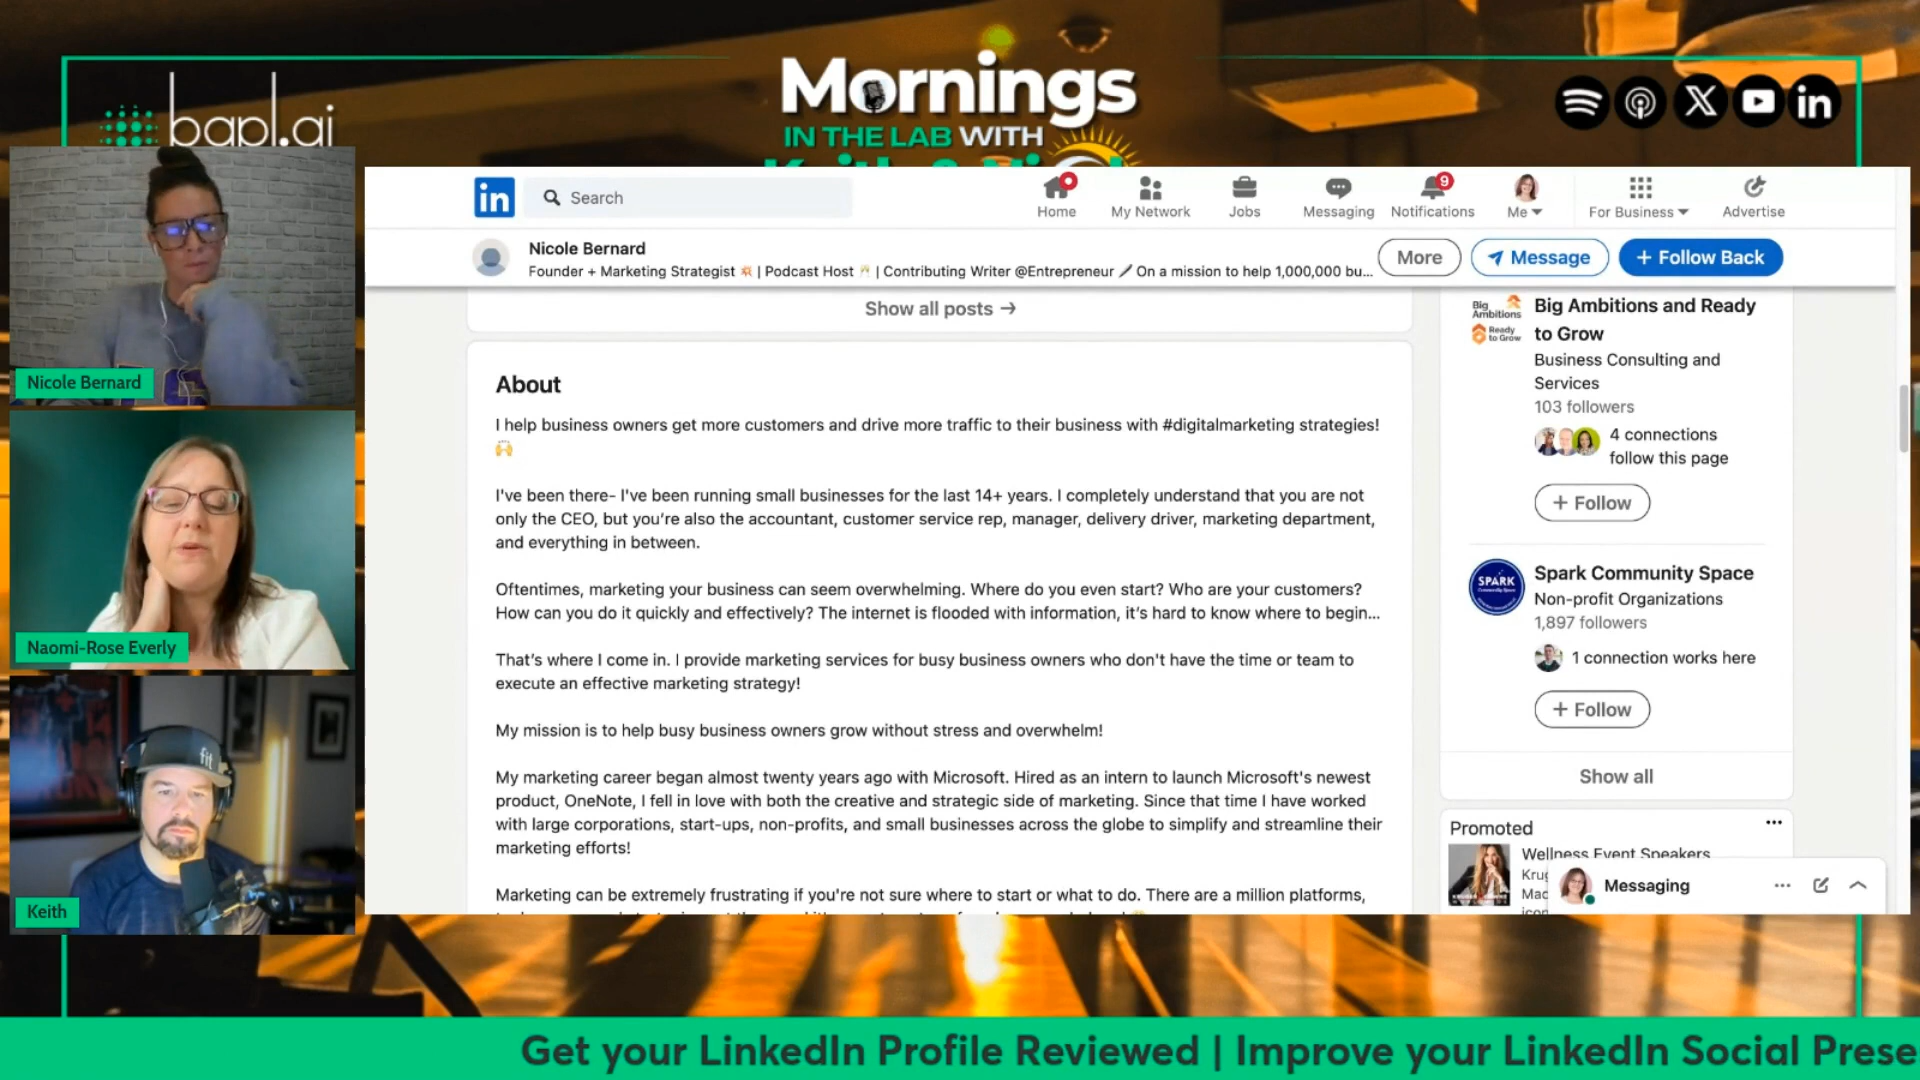 bapl.ai
Mornings
IN THE LAB WITH
Nicole Bernard
Naomi-Rose Everly
fit
Keith
in
Search
Home
My Network
Jobs
Messaging
9
Notifications
Me
For Business
Advertise
Nicole Bernard
Founder + Marketing Strategist 💥 | Podcast Host 🥂 | Contributing Writer @Entrepreneur 🖊 On a mission to help 1,000,000 bu...
More
Message
+ Follow Back
Show all posts →
About
I help business owners get more customers and drive more traffic to their business with #digitalmarketing strategies!
🙌
I've been there- I've been running small businesses for the last 14+ years. I completely understand that you are not
only the CEO, but you're also the accountant, customer service rep, manager, delivery driver, marketing department,
and everything in between.
Oftentimes, marketing your business can seem overwhelming. Where do you even start? Who are your customers?
How can you do it quickly and effectively? The internet is flooded with information, it's hard to know where to begin...
That's where I come in. I provide marketing services for busy business owners who don't have the time or team to
execute an effective marketing strategy!
My mission is to help busy business owners grow without stress and overwhelm!
My marketing career began almost twenty years ago with Microsoft. Hired as an intern to launch Microsoft's newest
product, OneNote, I fell in love with both the creative and strategic side of marketing. Since that time I have worked
with large corporations, start-ups, non-profits, and small businesses across the globe to simplify and streamline their
marketing efforts!
Marketing can be extremely frustrating if you're not sure where to start or what to do. There are a million platforms,
Big
Ambitions
Ready
to Grow
Big Ambitions and Ready
to Grow
Business Consulting and
Services
103 followers
4 connections
follow this page
+ Follow
SPARK
Spark Community Space
Non-profit Organizations
1,897 followers
1 connection works here
+ Follow
Show all
Promoted
Wellness Event Speakers
Messaging
Get your LinkedIn Profile Reviewed | Improve your LinkedIn Social Prese